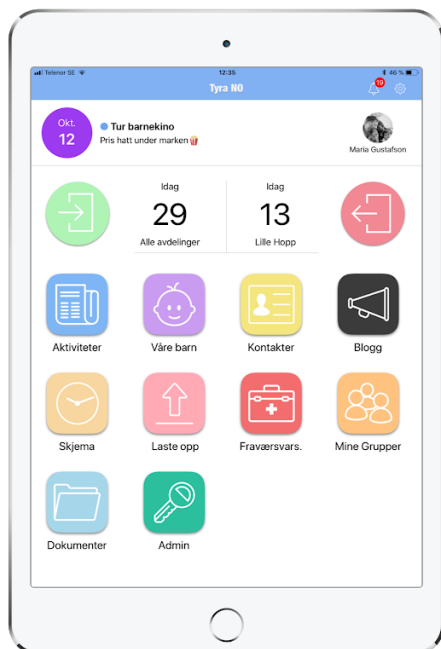 Telenor SE
12:35
46 %
Tyra NO
19
Okt.
12
Tur barnekino
Pris hatt under marken
Maria Gustafson
Idag
29
Alle avdelinger
Idag
13
Lille Hopp
Aktiviteter
Våre barn
Kontakter
Blogg
Skjema
Laste opp
Fraværsvars.
Mine Grupper
Dokumenter
Admin